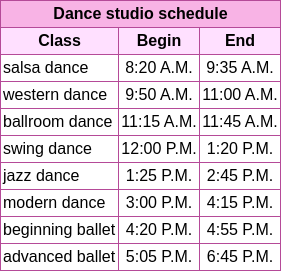 Dance studio schedule
Class Begin End
salsa dance 8:20 A.M. 9:35 A.M.
western dance 9:50 A.M. 11:00 A.M.
ballroom dance 11:15 A.M. 11:45 A.M.
swing dance 12:00 P.M. 1:20 P.M.
jazz dance 1:25 P.M. 2:45 P.M.
modern dance 3:00 P.M. 4:15 P.M.
beginning ballet 4:20 P.M. 4:55 P.M.
advanced ballet 5:05 P.M. 6:45 P.M.